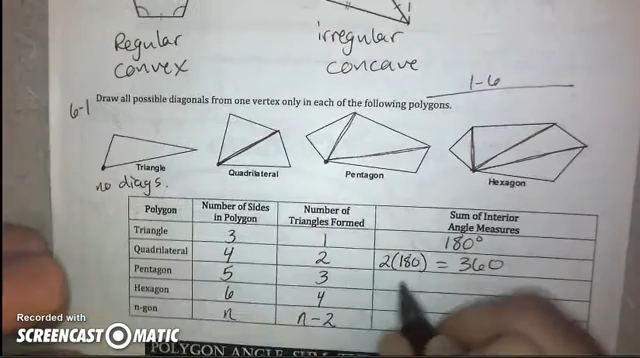 Regular
convex
irregular
concave
1-6
6-1
Draw all possible diagonals from one vertex only in each of the following polygons.
Triangle
no diags.
Quadrilateral
Pentagon
Hexagon
Polygon
Number of Sides in Polygon
Number of Triangles Formed
Sum of Interior Angle Measures
Triangle 3 1 180°
Quadrilateral 4 2 2(180) = 360
Pentagon 5 3
Hexagon 6 4
n-gon n n-2
Recorded with
SCREENCAST-O-MATIC
POLYGON ANGLE